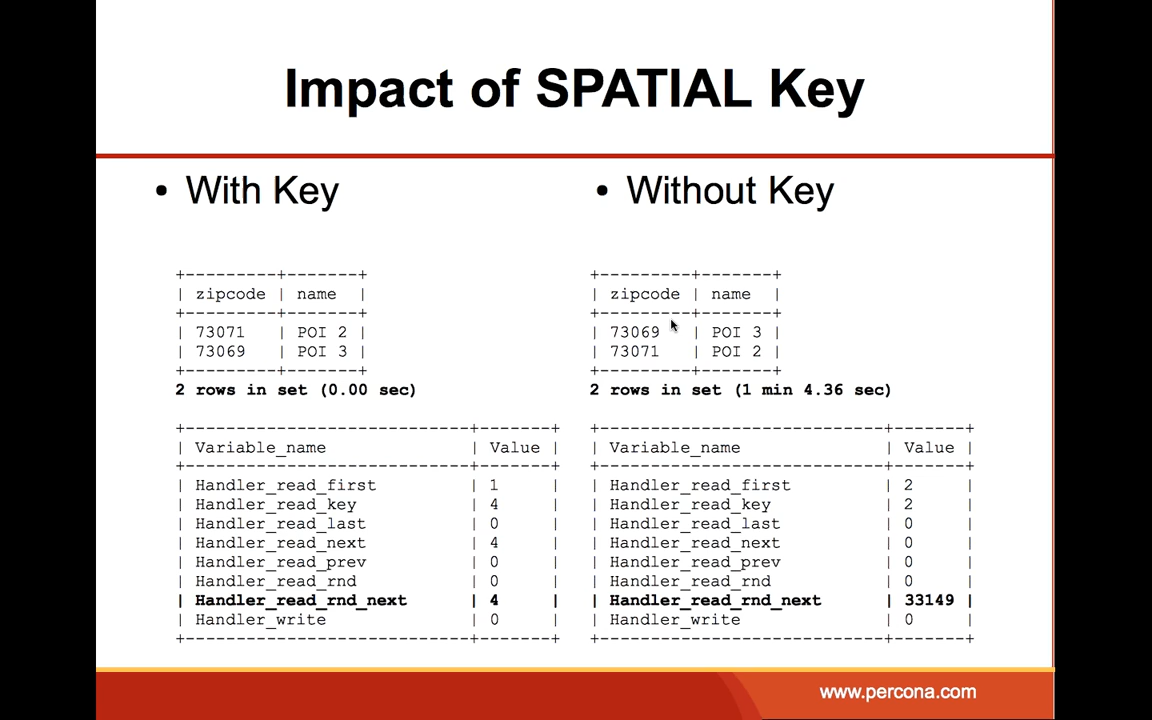 Impact of SPATIAL Key
• With Key
+---------+-------+
| zipcode | name  |
+---------+-------+
| 73071   | POI 2 |
| 73069   | POI 3 |
+---------+-------+
2 rows in set (0.00 sec)
+----------------------------+-------+
| Variable_name              | Value |
+----------------------------+-------+
| Handler_read_first         | 1     |
| Handler_read_key           | 4     |
| Handler_read_last          | 0     |
| Handler_read_next          | 4     |
| Handler_read_prev          | 0     |
| Handler_read_rnd           | 0     |
| Handler_read_rnd_next      | 4     |
| Handler_write              | 0     |
+----------------------------+-------+
• Without Key
+---------+-------+
| zipcode | name  |
+---------+-------+
| 73069   | POI 3 |
| 73071   | POI 2 |
+---------+-------+
2 rows in set (1 min 4.36 sec)
+----------------------------+-------+
| Variable_name              | Value |
+----------------------------+-------+
| Handler_read_first         | 2     |
| Handler_read_key           | 2     |
| Handler_read_last          | 0     |
| Handler_read_next          | 0     |
| Handler_read_prev          | 0     |
| Handler_read_rnd           | 0     |
| Handler_read_rnd_next      | 33149 |
| Handler_write              | 0     |
+----------------------------+-------+
www.percona.com